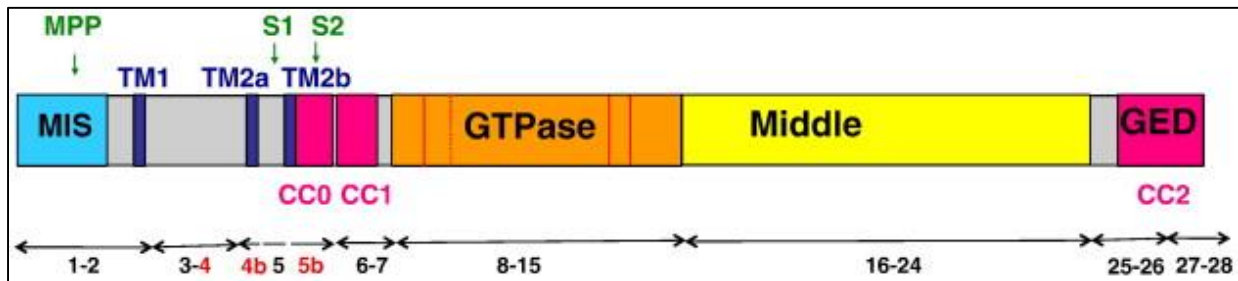 MPP S1 S2
TM1 TM2a TM2b
MIS GTPase Middle GED
CC0 CC1 CC2
1-2 3-4 4b 5 5b 6-7 8-15 16-24 25-26 27-28